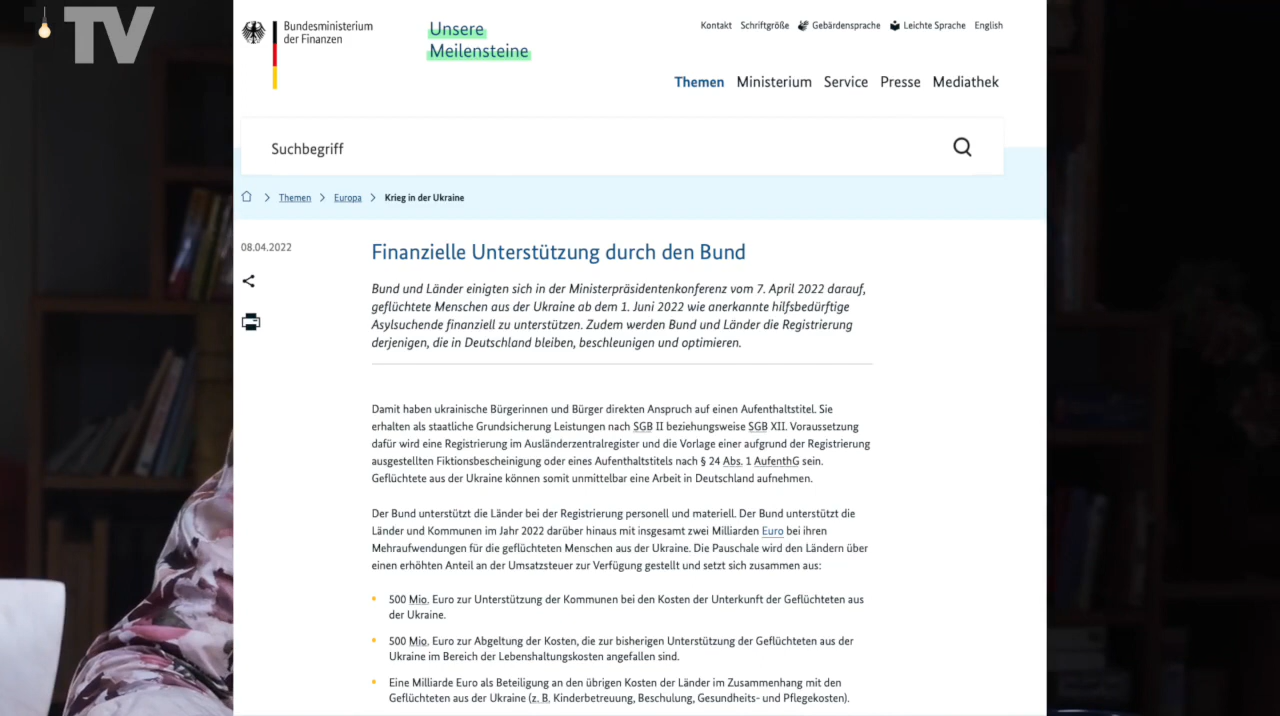 TV
Bundesministerium
der Finanzen
Unsere
Meilensteine
Kontakt Schriftgröße Gebärdensprache Leichte Sprache English
Themen Ministerium Service Presse Mediathek
Suchbegriff
Themen Europa Krieg in der Ukraine
08.04.2022
Finanzielle Unterstützung durch den Bund
Bund und Länder einigten sich in der Ministerpräsidentenkonferenz vom 7. April 2022 darauf,
geflüchtete Menschen aus der Ukraine ab dem 1. Juni 2022 wie anerkannte hilfsbedürftige
Asylsuchende finanziell zu unterstützen. Zudem werden Bund und Länder die Registrierung
derjenigen, die in Deutschland bleiben, beschleunigen und optimieren.
Damit haben ukrainische Bürgerinnen und Bürger direkten Anspruch auf einen Aufenthaltstitel. Sie
erhalten als staatliche Grundsicherung Leistungen nach SGB II beziehungsweise SGB XII. Voraussetzung
dafür wird eine Registrierung im Ausländerzentralregister und die Vorlage einer aufgrund der Registrierung
ausgestellten Fiktionsbescheinigung oder eines Aufenthaltstitels nach § 24 Abs. 1 AufenthG sein.
Geflüchtete aus der Ukraine können somit unmittelbar eine Arbeit in Deutschland aufnehmen.
Der Bund unterstützt die Länder bei der Registrierung personell und materiell. Der Bund unterstützt die
Länder und Kommunen im Jahr 2022 darüber hinaus mit insgesamt zwei Milliarden Euro bei ihren
Mehraufwendungen für die geflüchteten Menschen aus der Ukraine. Die Pauschale wird den Ländern über
einen erhöhten Anteil an der Umsatzsteuer zur Verfügung gestellt und setzt sich zusammen aus:
500 Mio. Euro zur Unterstützung der Kommunen bei den Kosten der Unterkunft der Geflüchteten aus
der Ukraine.
500 Mio. Euro zur Abgeltung der Kosten, die zur bisherigen Unterstützung der Geflüchteten aus der
Ukraine im Bereich der Lebenshaltungskosten angefallen sind.
Eine Milliarde Euro als Beteiligung an den übrigen Kosten der Länder im Zusammenhang mit den
Geflüchteten aus der Ukraine (z. B. Kinderbetreuung, Beschulung, Gesundheits- und Pflegekosten).